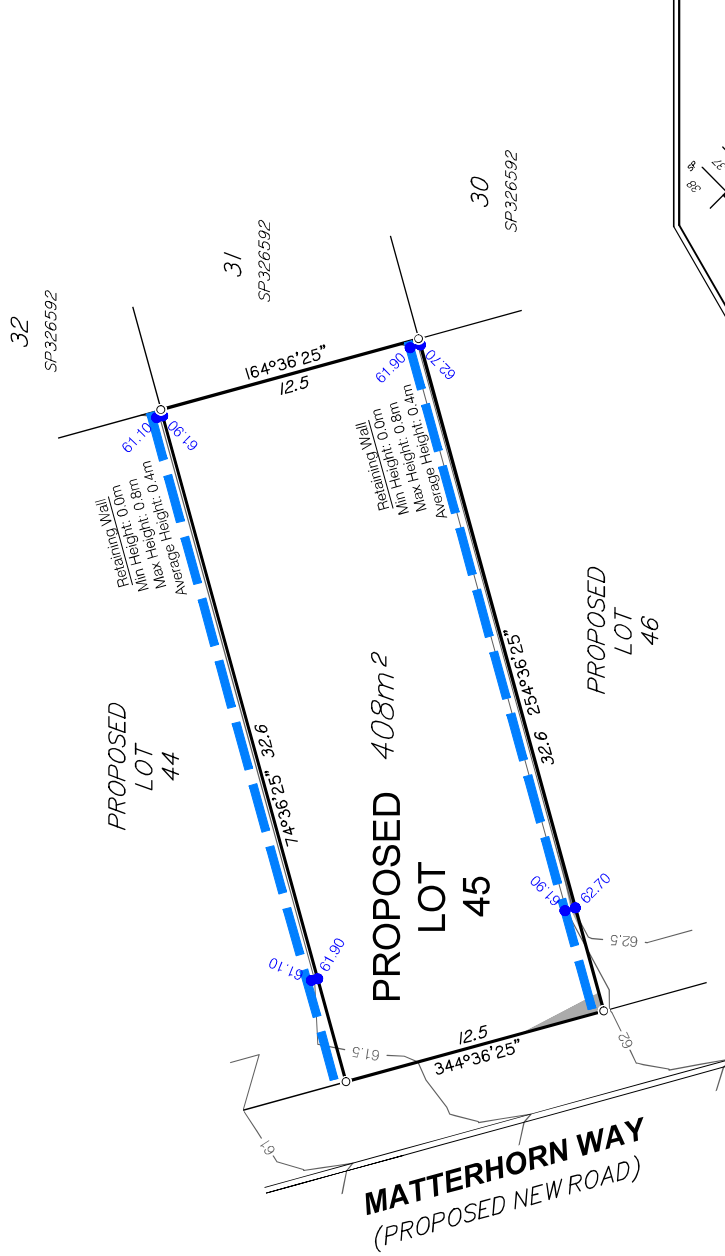 30
SP326592
31
SP326592
32
SP326592
38
SP
37
164°36'25"
12.5
61.90
62.70
61.10
61.90
Retaining Wall
Min Height: 0.0m
Max Height: 0.8m
Average Height: 0.4m
Retaining Wall
Min Height: 0.0m
Max Height: 0.8m
Average Height: 0.4m
PROPOSED
LOT
44
74°36'25" 32.6
PROPOSED
LOT
45
408m²
254°36'25"
32.6
PROPOSED
LOT
46
61.90
62.70
61.10
61.90
62.5
62
61.5
61
12.5
344°36'25"
MATTERHORN WAY
(PROPOSED NEW ROAD)